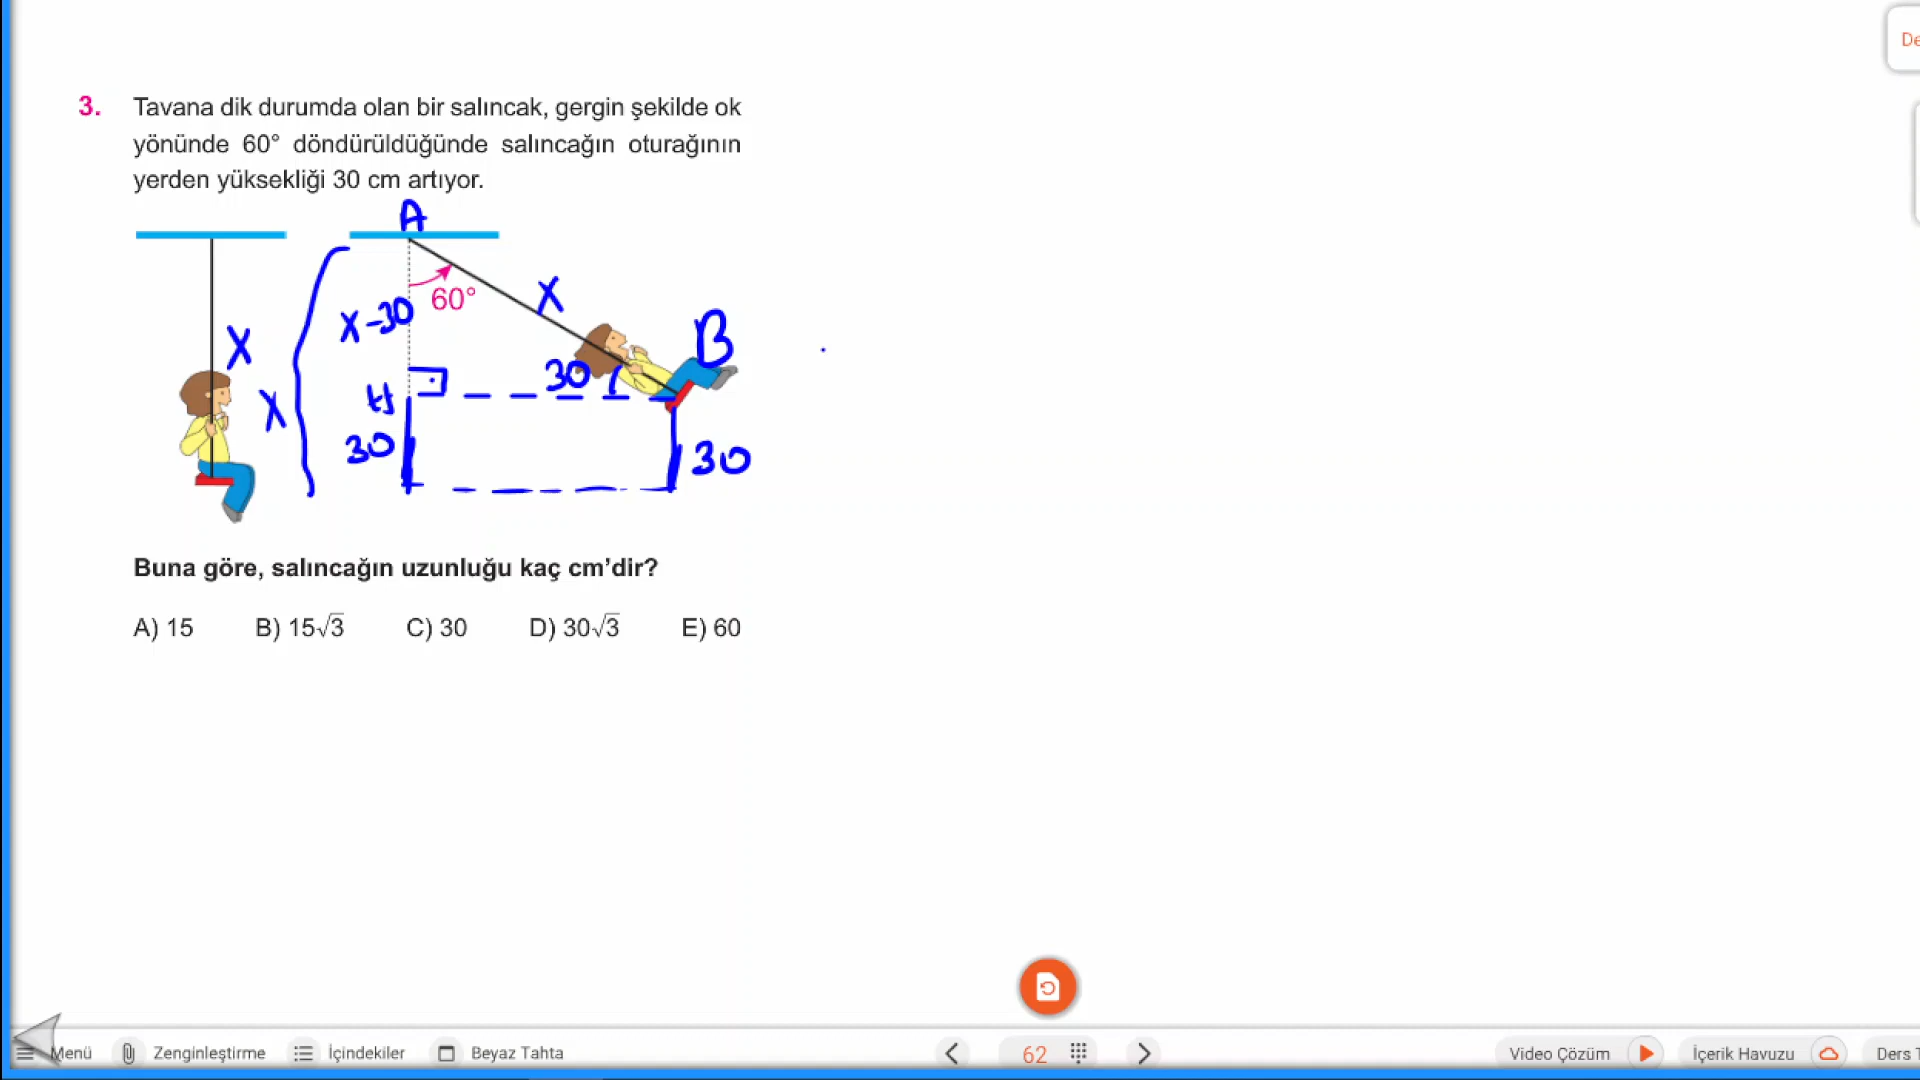 De
3. Tavana dik durumda olan bir salıncak, gergin şekilde ok
yönünde 60° döndürüldüğünde salıncağın oturağının
yerden yüksekliği 30 cm artıyor.
A
60°
X
X-30
B
X
30
X
H
30
30
Buna göre, salıncağın uzunluğu kaç cm’dir?
A) 15 B) 15√3 C) 30 D) 30√3 E) 60
Menü Zenginleştirme İçindekiler Beyaz Tahta 62 Video Çözüm İçerik Havuzu Ders